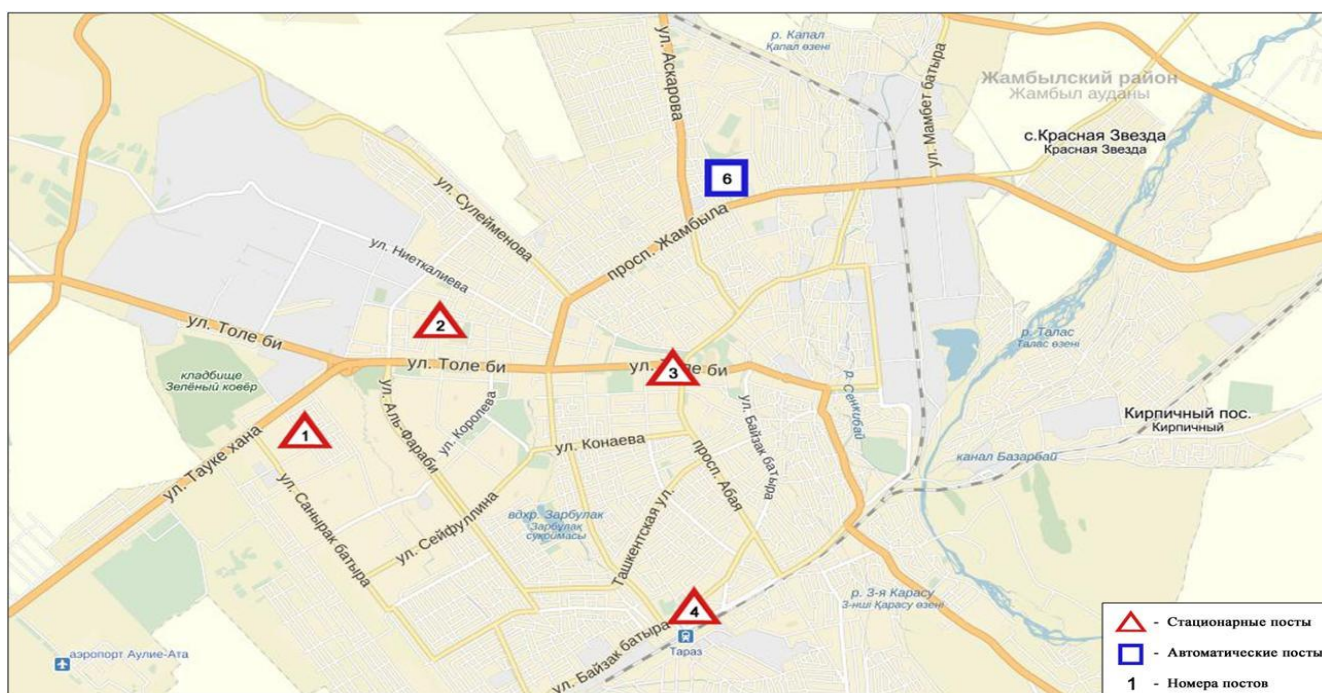 ул. Аскарова
р. Капал
Қапал өзені
ул. Мамбет батыра
Жамбылский район
Жамбыл ауданы
с.Красная Звезда
Красная Звезда
6
ул. Сулейменова
просп. Жамбыла
ул. Ниеткалиева
2
ул. Толе би
ул. Толе би
ул. Толе би
3
р. Талас
Талас өзені
кладбище
Зелёный ковёр
р. Сенкибай
ул. Королева
ул. Аль-Фараби
ул. Байзак батыра
Кирпичный пос.
Кирпичный
1
ул. Тауке хана
ул. Конаева
просп. Абая
канал Базарбай
ул. Санырак батыра
ул. Сейфуллина
вдхр. Зарбулак
Зарбулақ
суқоймасы
Ташкентская ул.
р. 3-я Карасу
3-нші Қарасу өзені
4
ул. Байзак батыра
Тараз
аэропорт Аулие-Ата
- Стационарные посты
- Автоматические посты
1 - Номера постов